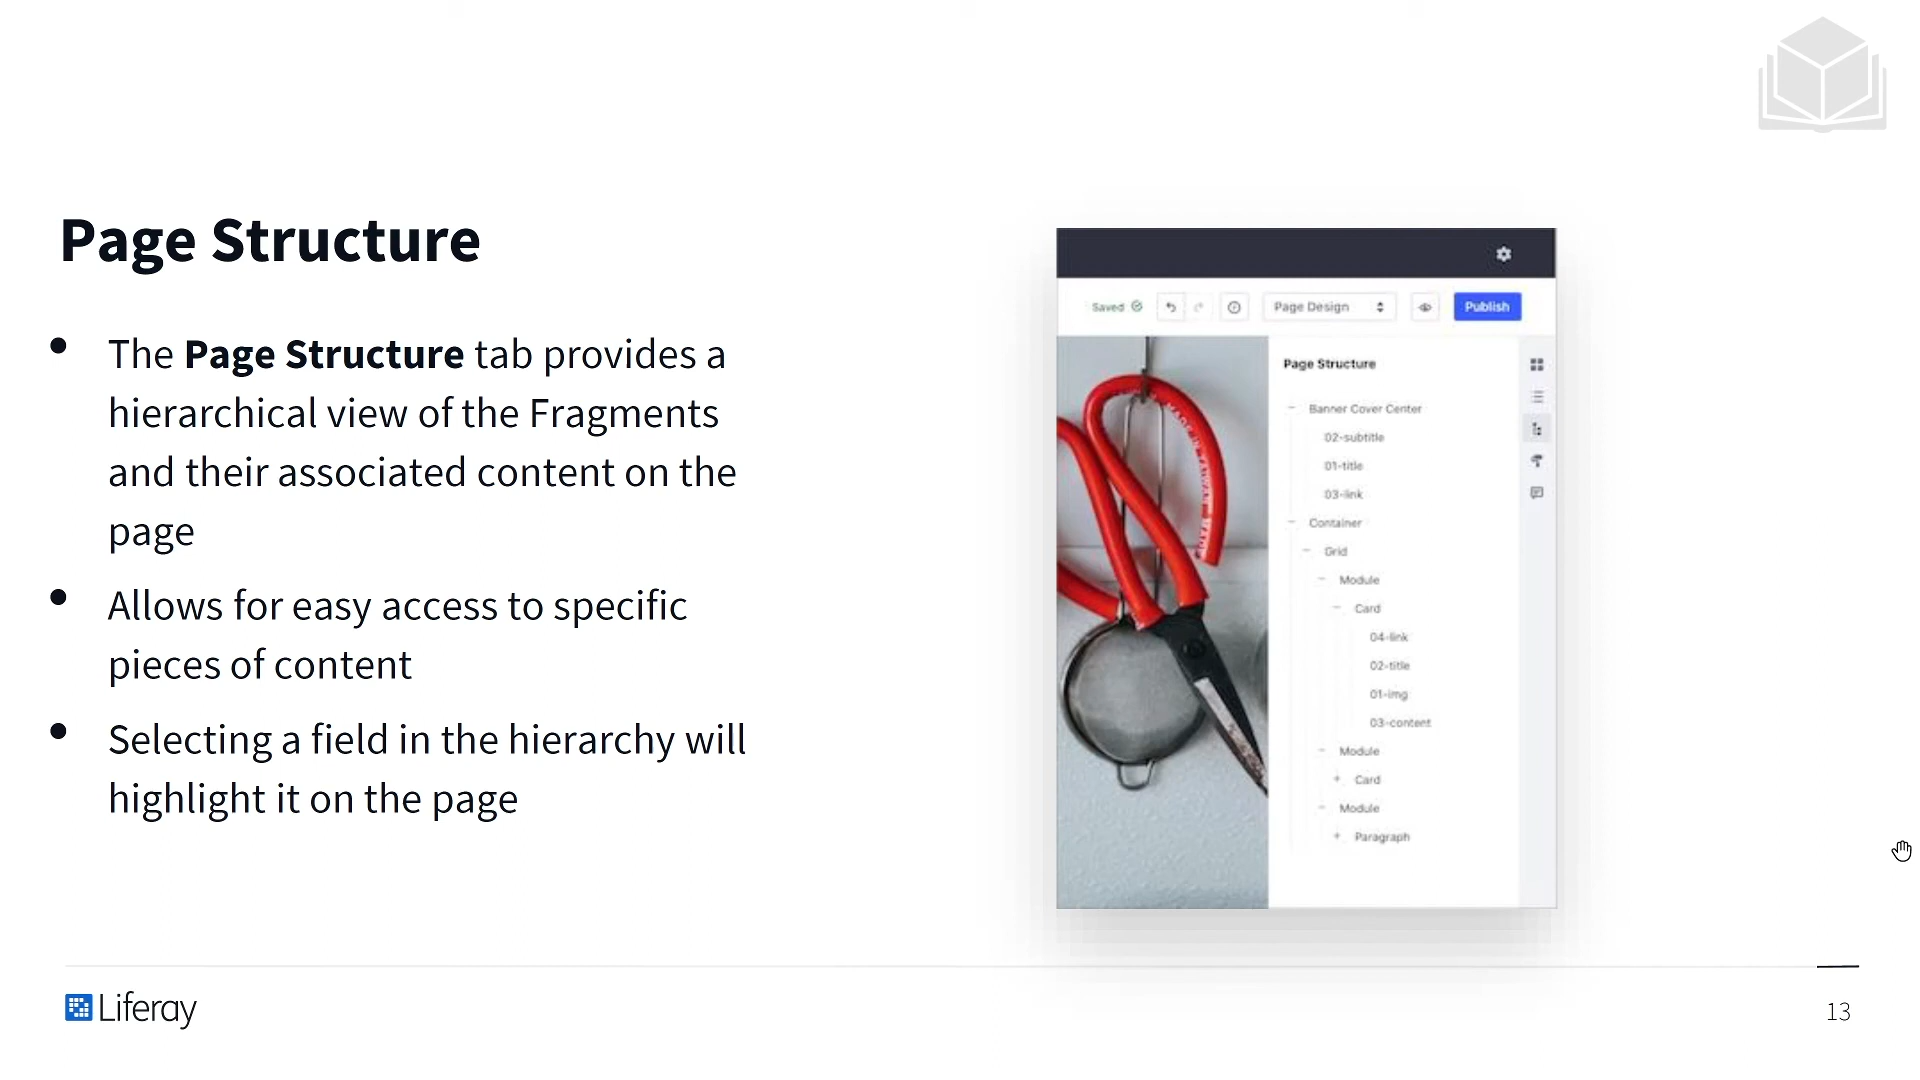 Page Structure
• The Page Structure tab provides a
hierarchical view of the Fragments
and their associated content on the
page
• Allows for easy access to specific
pieces of content
• Selecting a field in the hierarchy will
highlight it on the page
Saved
Page Design
Publish
Page Structure
− Banner Cover Center
02-subtitle
01-title
03-link
− Container
− Grid
− Module
− Card
04-link
02-title
01-img
03-content
− Module
+ Card
− Module
+ Paragraph
Liferay
13